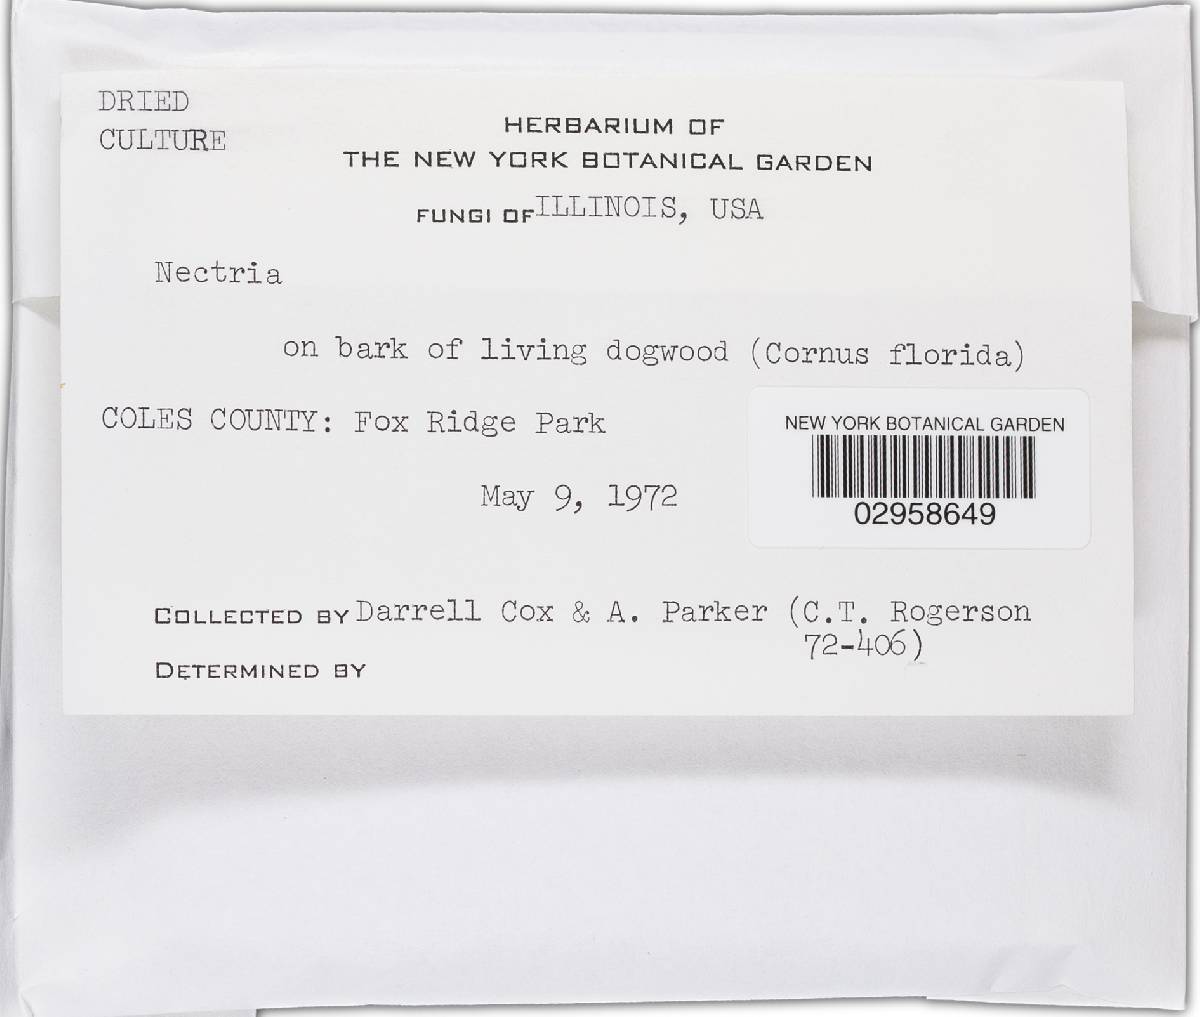 DRIED
CULTURE
HERBARIUM OF
THE NEW YORK BOTANICAL GARDEN
FUNGI OF ILLINOIS, USA
Nectria
on bark of living dogwood (Cornus florida)
COLES COUNTY: Fox Ridge Park
May 9, 1972
NEW YORK BOTANICAL GARDEN
02958649
COLLECTED BY Darrell Cox & A. Parker (C.T. Rogerson
72-406)
DETERMINED BY